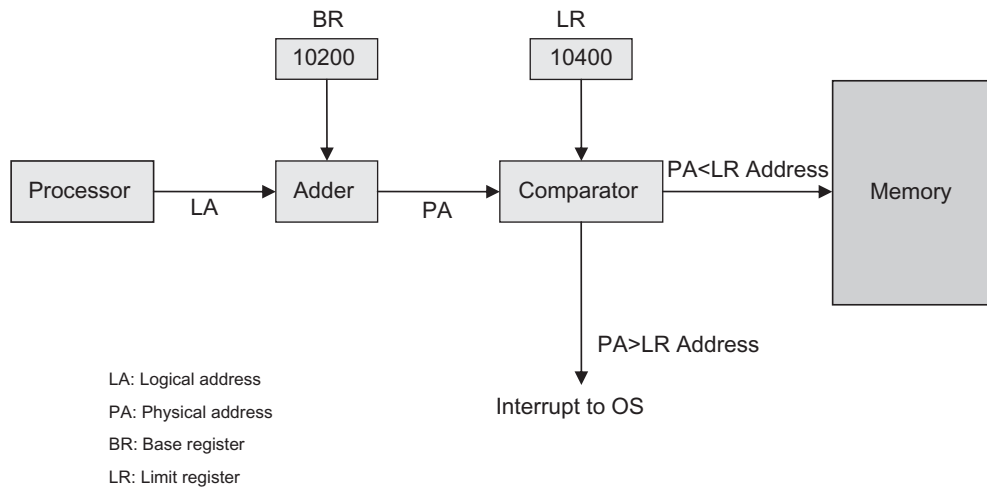 BR
LR
10200
10400
Processor
LA
Adder
PA
Comparator
PA<LR Address
Memory
PA>LR Address
Interrupt to OS
LA: Logical address
PA: Physical address
BR: Base register
LR: Limit register